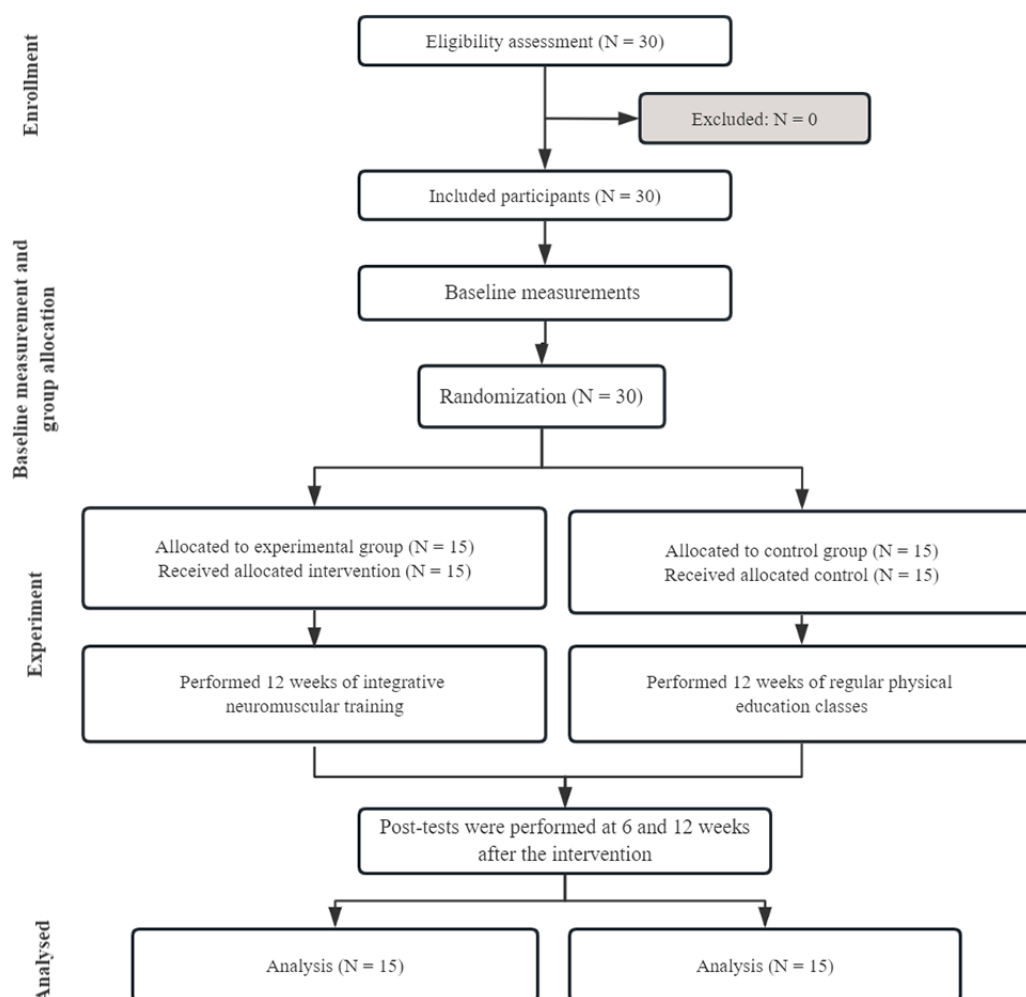 Enrollment
Eligibility assessment (N = 30)
Excluded: N = 0
Included participants (N = 30)
Baseline measurement and
group allocation
Baseline measurements
Randomization (N = 30)
Experiment
Allocated to experimental group (N = 15)
Received allocated intervention (N = 15)
Allocated to control group (N = 15)
Received allocated control (N = 15)
Performed 12 weeks of integrative
neuromuscular training
Performed 12 weeks of regular physical
education classes
Post-tests were performed at 6 and 12 weeks
after the intervention
Analysed
Analysis (N = 15)
Analysis (N = 15)